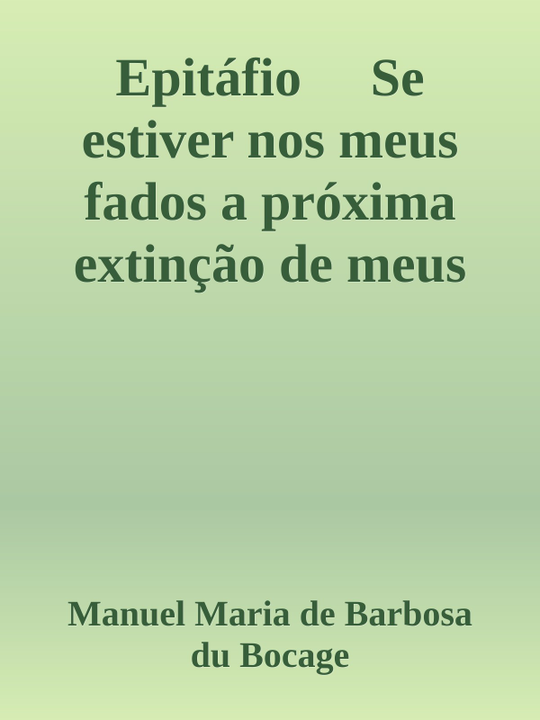 Epitáfio Se
estiver nos meus
fados a próxima
extinção de meus
Manuel Maria de Barbosa
du Bocage